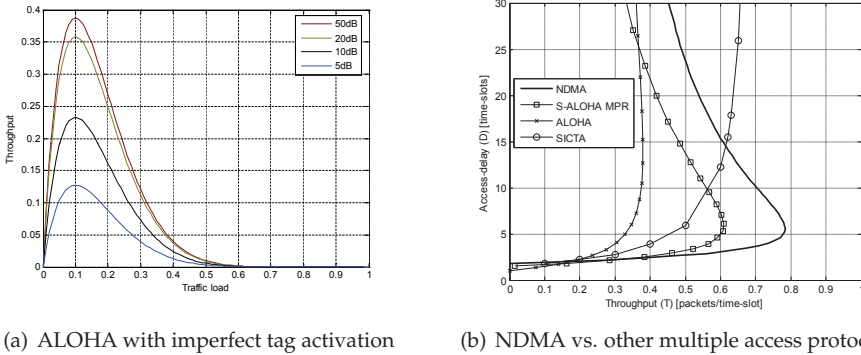 (a)
0.4
0.35
0.3
0.25
0.2
0.15
0.1
0.05
0
Throughput
50dB
20dB
10dB
5dB
0 0.1 0.2 0.3 0.4 0.5 0.6 0.7 0.8 0.9 1
Traffic load
(b)
30
25
20
15
10
5
0
Access-delay (D) [time-slots]
NDMA
S-ALOHA MPR
ALOHA
SICTA
0 0.1 0.2 0.3 0.4 0.5 0.6 0.7 0.8 0.9
Throughput (T) [packets/time-slot]
(a) ALOHA with imperfect tag activation
(b) NDMA vs. other multiple access protoc